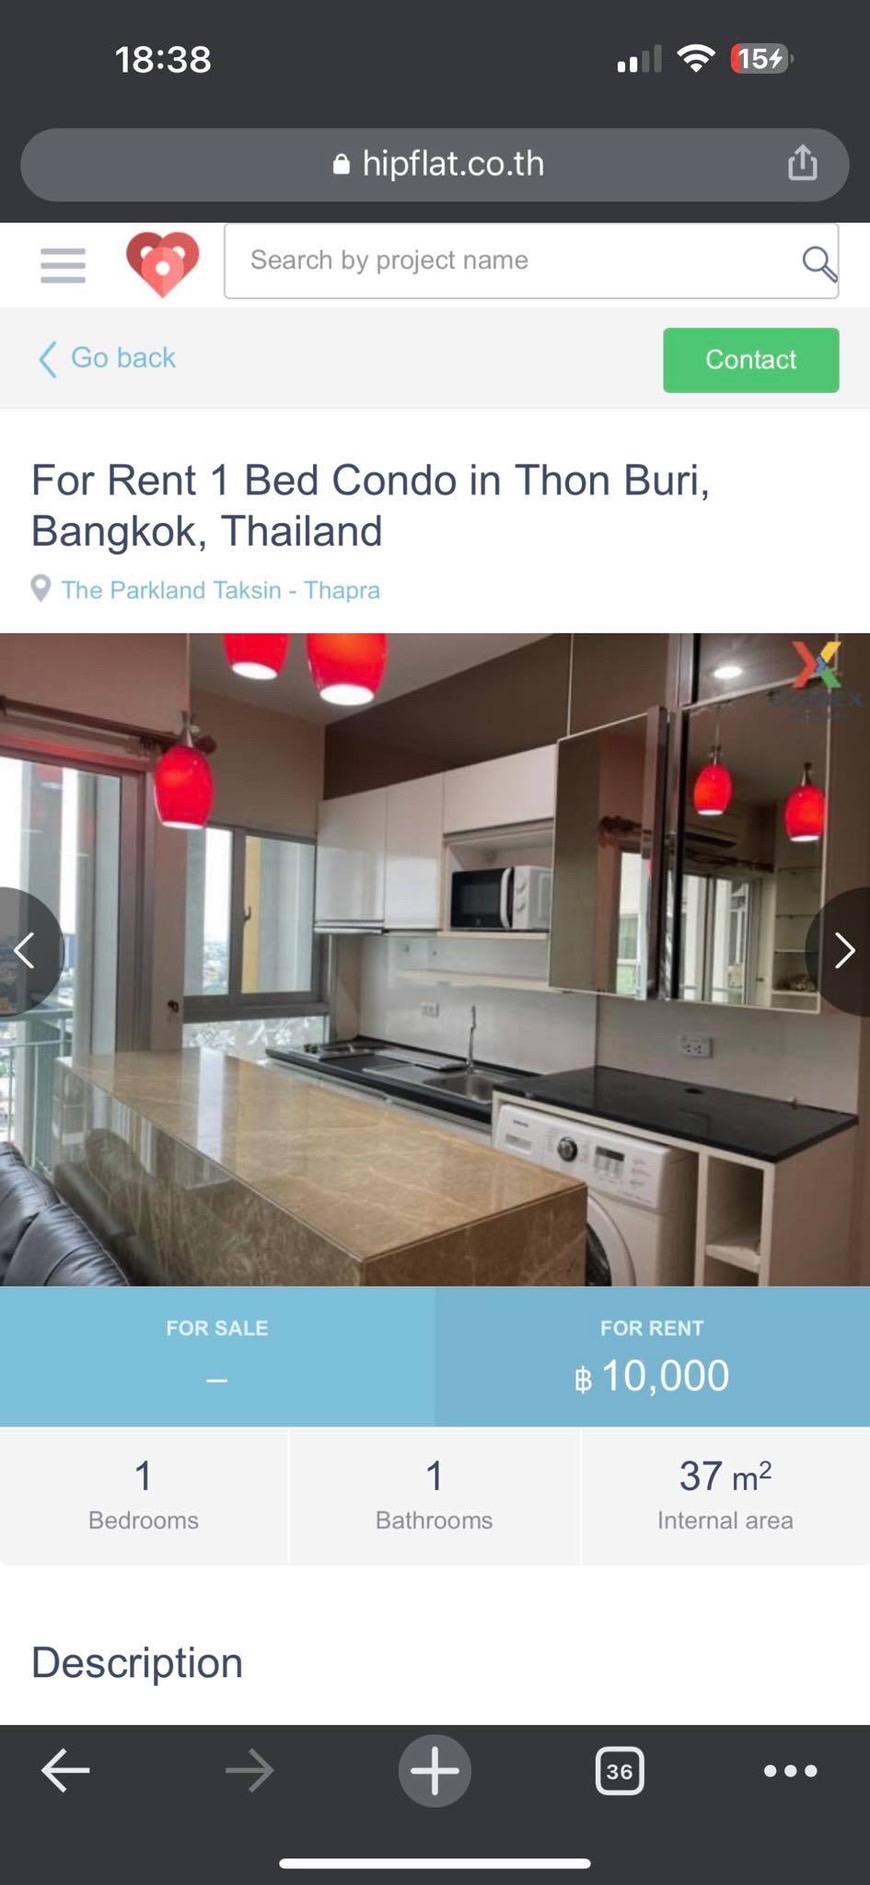 18:38
15
hipflat.co.th
Search by project name
Go back
Contact
For Rent 1 Bed Condo in Thon Buri,
Bangkok, Thailand
The Parkland Taksin - Thapra
FOR SALE
–
FOR RENT
฿ 10,000
1
Bedrooms
1
Bathrooms
37 m²
Internal area
Description
36